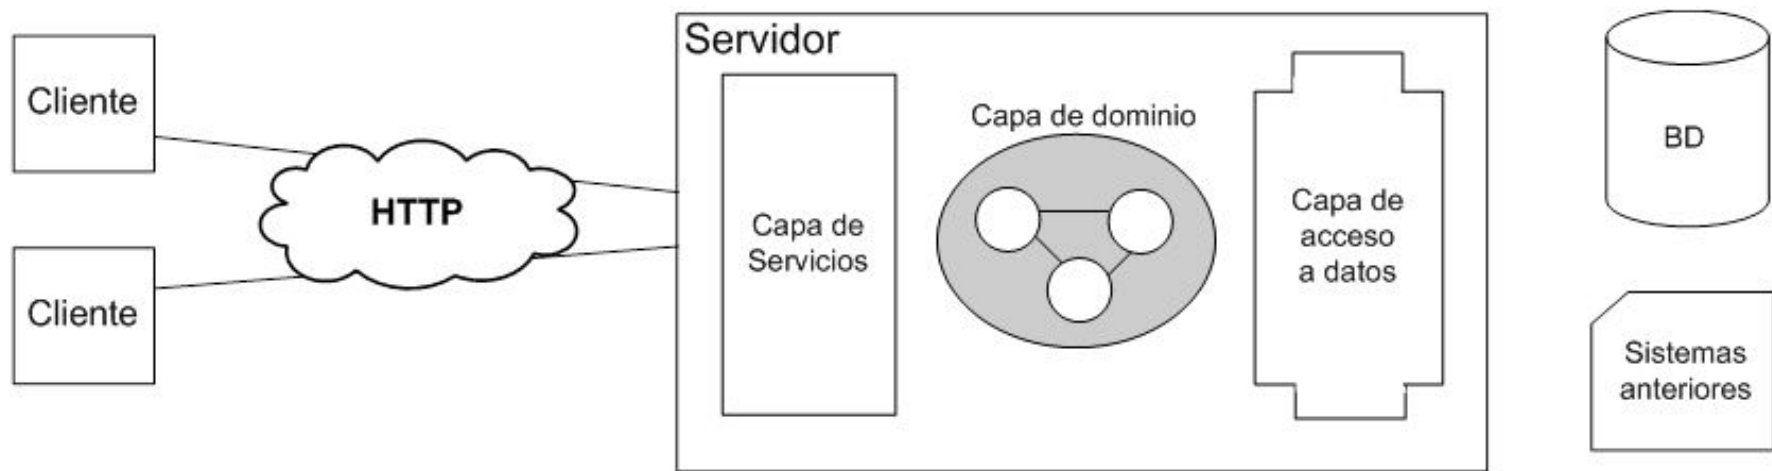 Cliente
Cliente
HTTP
Servidor
Capa de
Servicios
Capa de dominio
Capa de
acceso
a datos
BD
Sistemas
anteriores